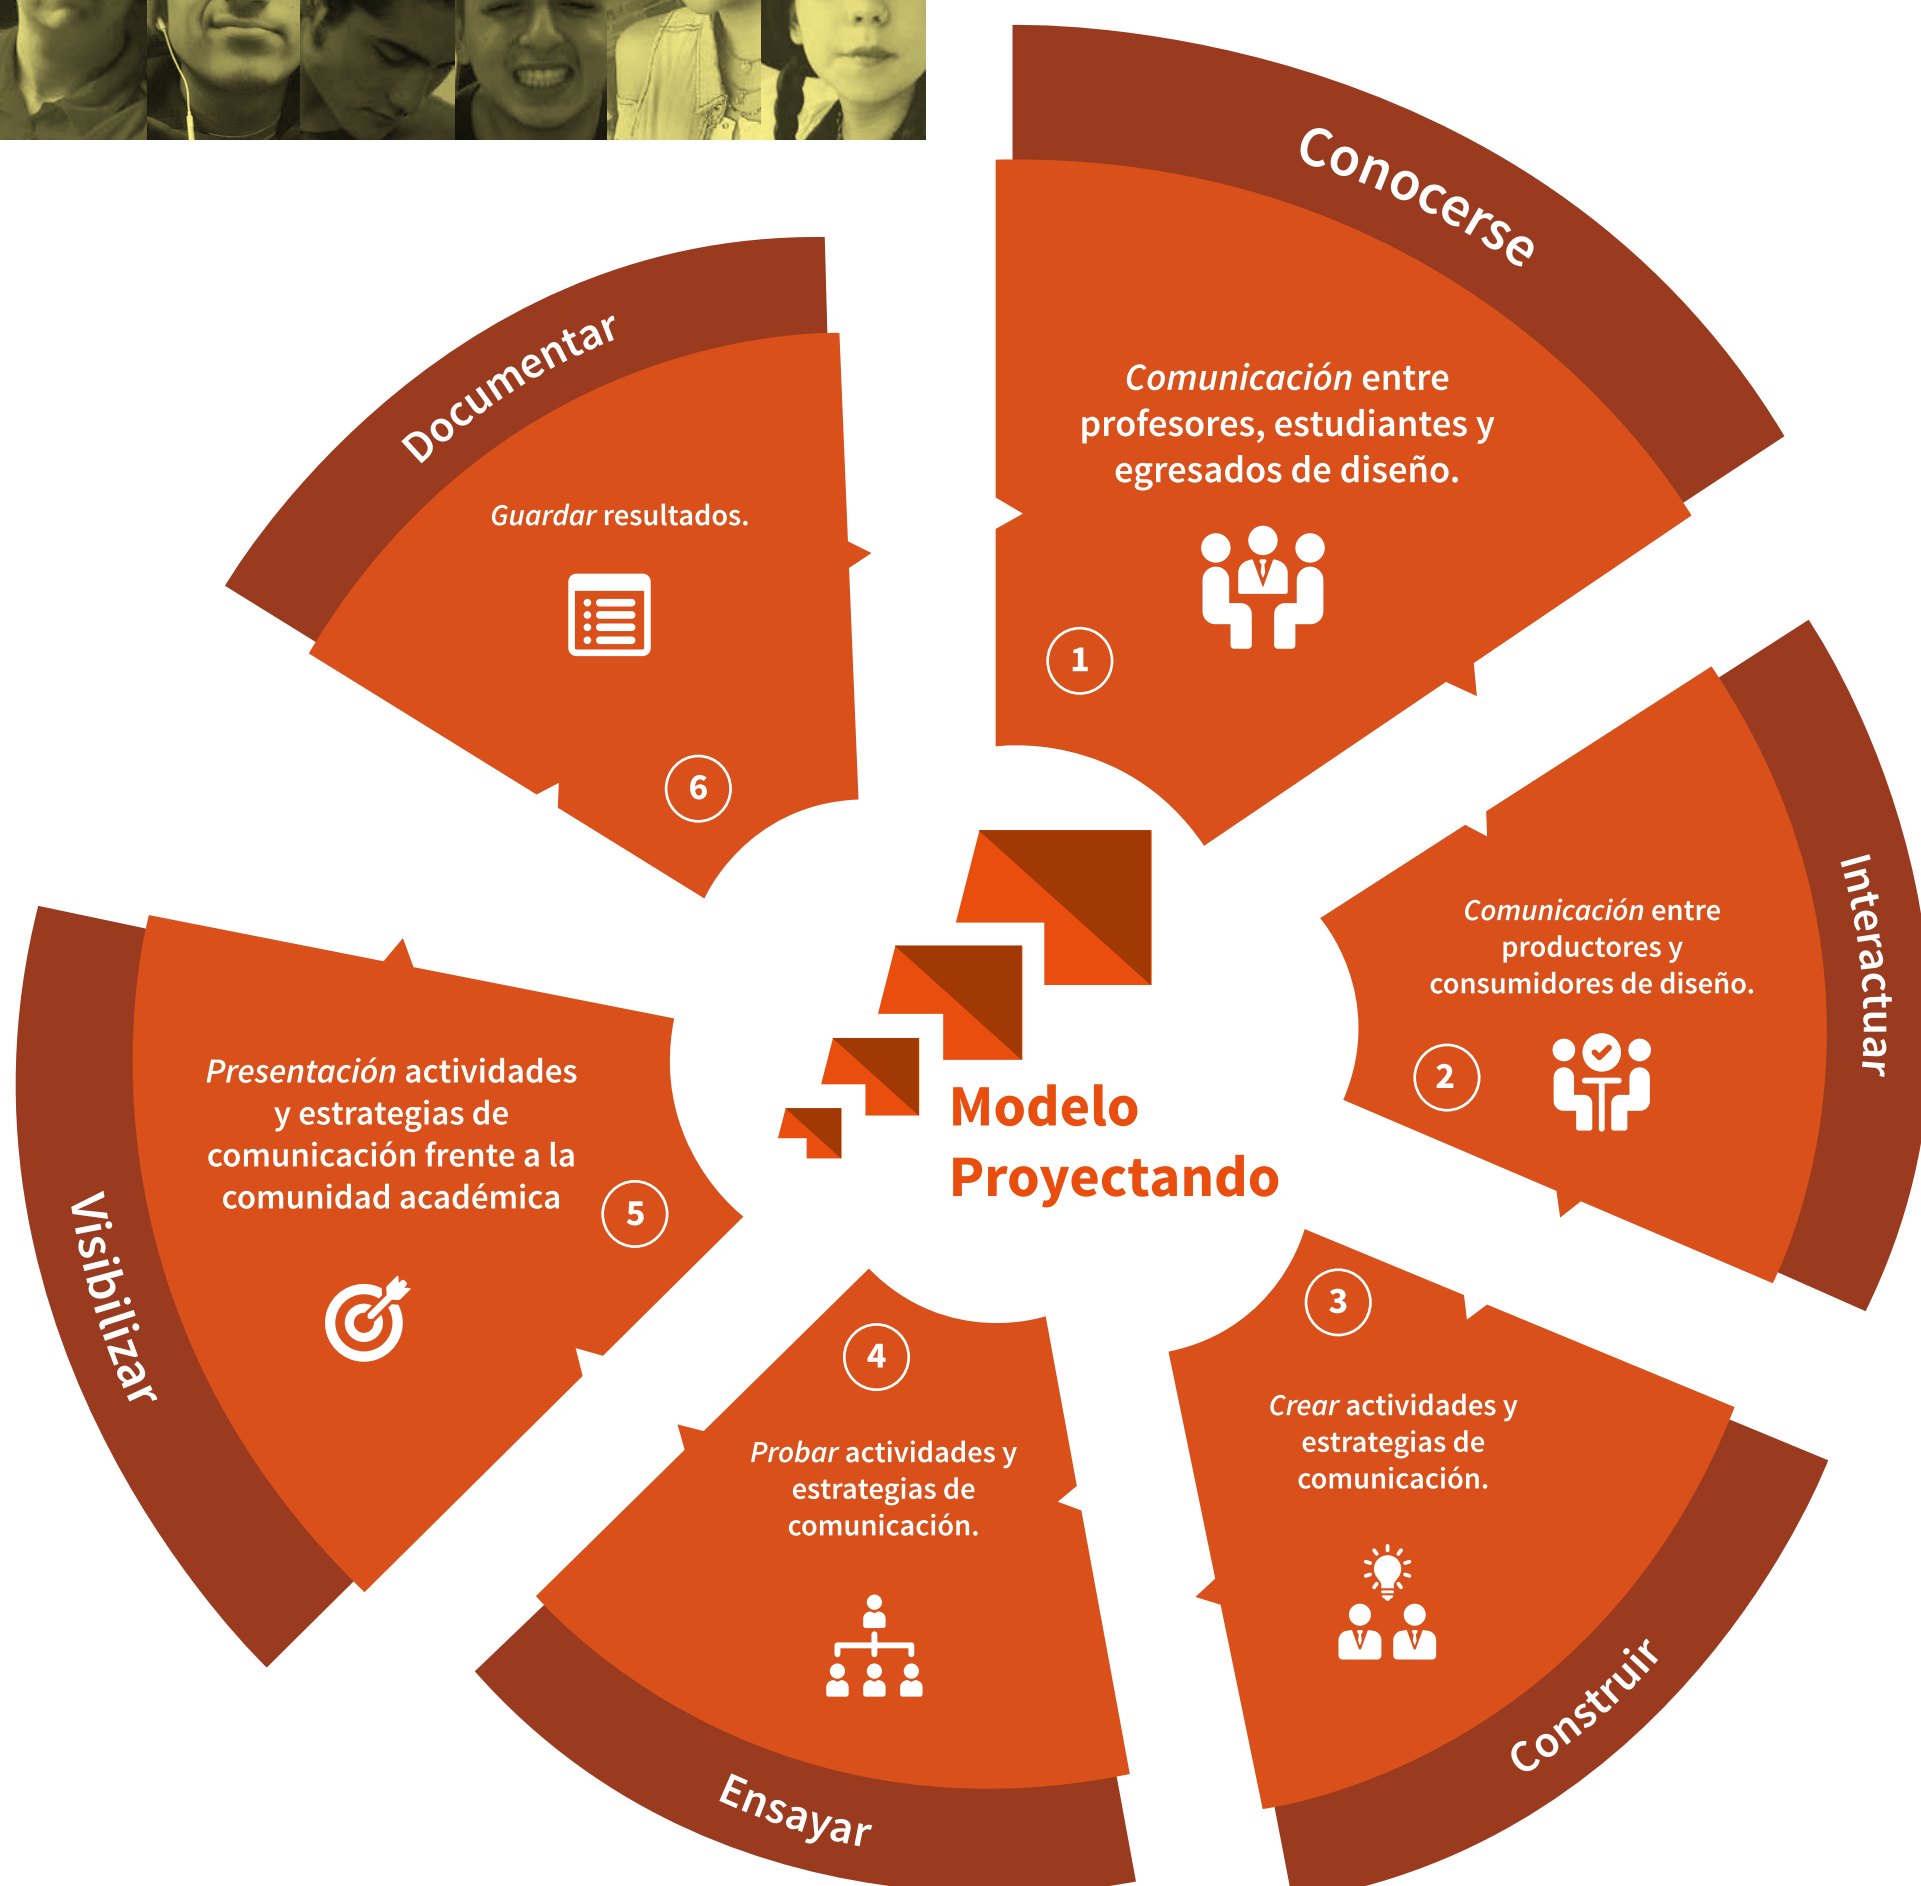 Conocerse
Comunicación entre
profesores, estudiantes y
egresados de diseño.
1
Interactuar
Comunicación entre
productores y
consumidores de diseño.
2
Construir
3
Crear actividades y
estrategias de
comunicación.
Ensayar
4
Probar actividades y
estrategias de
comunicación.
Visibilizar
Presentación actividades
y estrategias de
comunicación frente a la
comunidad académica
5
Documentar
Guardar resultados.
6
Modelo
Proyectando